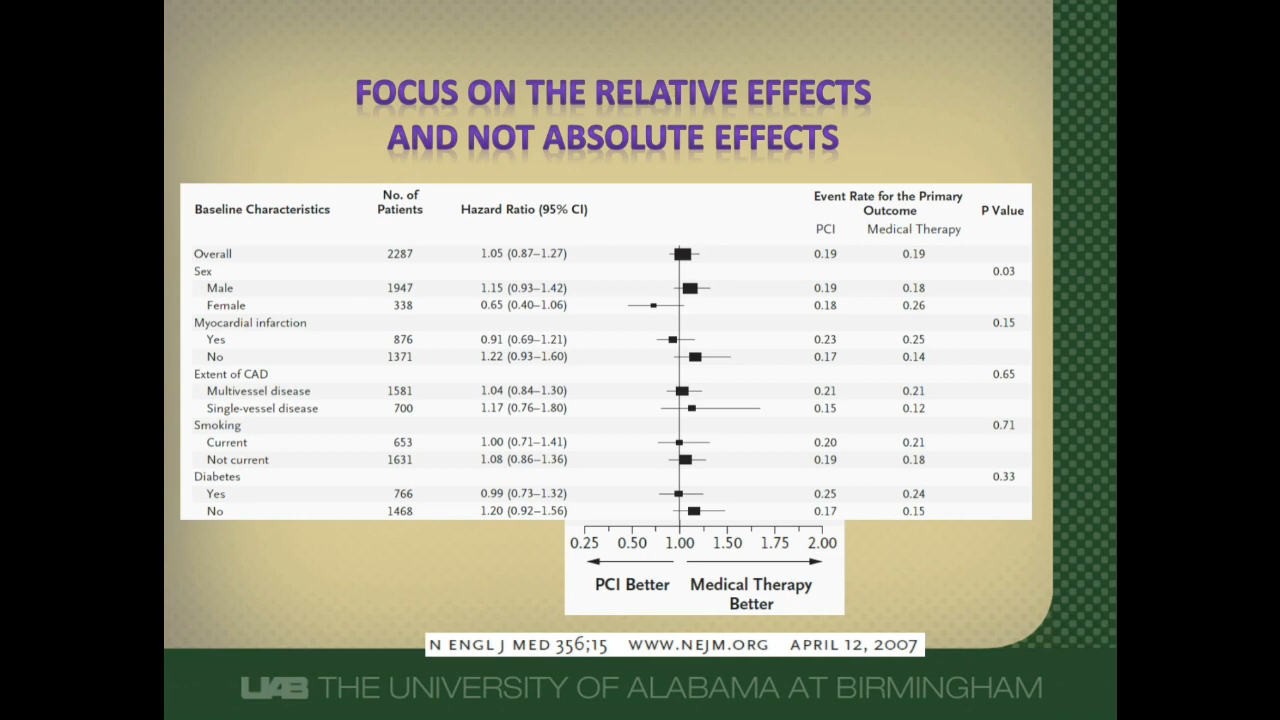 FOCUS ON THE RELATIVE EFFECTS
AND NOT ABSOLUTE EFFECTS
Baseline Characteristics No. of Patients Hazard Ratio (95% CI) Event Rate for the Primary Outcome P Value
PCI Medical Therapy
Overall 2287 1.05 (0.87–1.27) 0.19 0.19
Sex 0.03
Male 1947 1.15 (0.93–1.42) 0.19 0.18
Female 338 0.65 (0.40–1.06) 0.18 0.26
Myocardial infarction 0.15
Yes 876 0.91 (0.69–1.21) 0.23 0.25
No 1371 1.22 (0.93–1.60) 0.17 0.14
Extent of CAD 0.65
Multivessel disease 1581 1.04 (0.84–1.30) 0.21 0.21
Single-vessel disease 700 1.17 (0.76–1.80) 0.15 0.12
Smoking 0.71
Current 653 1.00 (0.71–1.41) 0.20 0.21
Not current 1631 1.08 (0.86–1.36) 0.19 0.18
Diabetes 0.33
Yes 766 0.99 (0.73–1.32) 0.25 0.24
No 1468 1.20 (0.92–1.56) 0.17 0.15
0.25 0.50 1.00 1.50 1.75 2.00
PCI Better Medical Therapy Better
N ENGL J MED 356;15 WWW.NEJM.ORG APRIL 12, 2007
UAB THE UNIVERSITY OF ALABAMA AT BIRMINGHAM